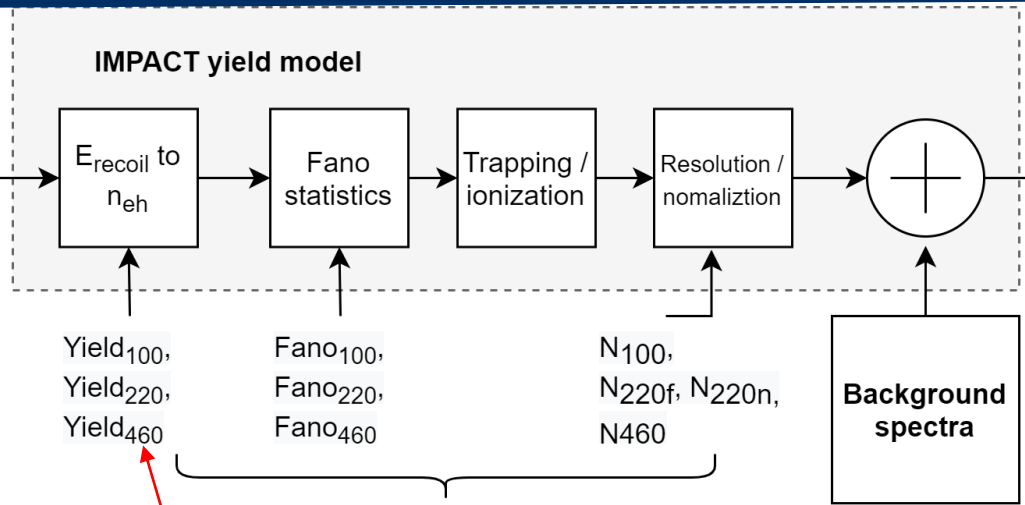 IMPACT yield model
E_recoil to
n_eh
Fano
statistics
Trapping /
ionization
Resolution /
nomaliztion
Yield_100,
Yield_220,
Yield_460
Fano_100,
Fano_220,
Fano_460
N_100,
N_220f, N_220n,
N460
Background
spectra